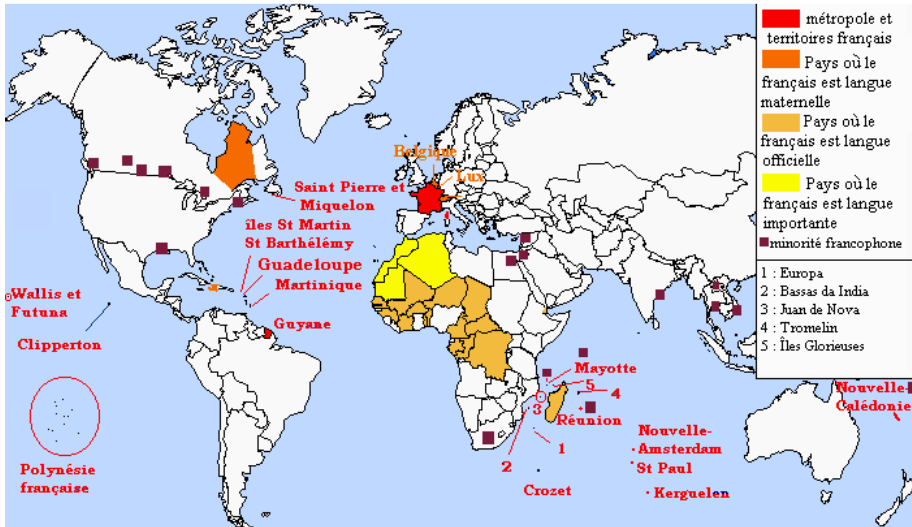 métropole et
territoires français
Pays où le
français est langue
maternelle
Pays où le
français est langue
officielle
Pays où le
français est langue
importante
minorité francophone
1 : Europa
2 : Bassas da India
3 : Juan de Nova
4 : Tromelin
5 : Îles Glorieuses
Belgique
Lux
Saint Pierre et
Miquelon
îles St Martin
St Barthélémy
Guadeloupe
Martinique
Wallis et
Futuna
Clipperton
Guyane
Mayotte
5
4
3
Réunion
2
1
Nouvelle-
Calédonie
Nouvelle-
Amsterdam
St Paul
Crozet
Kerguelen
Polynésie
française